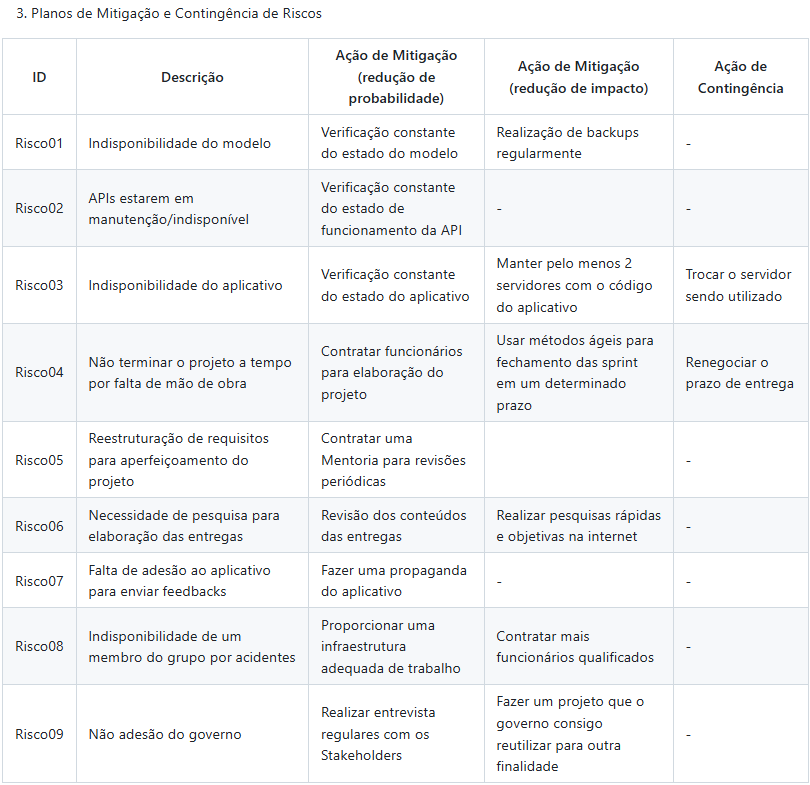 3. Planos de Mitigação e Contingência de Riscos
ID
Descrição
Ação de Mitigação
(redução de
probabilidade)
Ação de Mitigação
(redução de impacto)
Ação de
Contingência
Risco01
Indisponibilidade do modelo
Verificação constante
do estado do modelo
Realização de backups
regularmente
-
Risco02
APIs estarem em
manutenção/indisponível
Verificação constante
do estado de
funcionamento da API
-
-
Risco03
Indisponibilidade do aplicativo
Verificação constante
do estado do aplicativo
Manter pelo menos 2
servidores com o código
do aplicativo
Trocar o servidor
sendo utilizado
Risco04
Não terminar o projeto a tempo
por falta de mão de obra
Contratar funcionários
para elaboração do
projeto
Usar métodos ágeis para
fechamento das sprint
em um determinado
prazo
Renegociar o
prazo de entrega
Risco05
Reestruturação de requisitos
para aperfeiçoamento do
projeto
Contratar uma
Mentoria para revisões
periódicas
-
Risco06
Necessidade de pesquisa para
elaboração das entregas
Revisão dos conteúdos
das entregas
Realizar pesquisas rápidas
e objetivas na internet
-
Risco07
Falta de adesão ao aplicativo
para enviar feedbacks
Fazer uma propaganda
do aplicativo
-
-
Risco08
Indisponibilidade de um
membro do grupo por acidentes
Proporcionar uma
infraestrutura
adequada de trabalho
Contratar mais
funcionários qualificados
-
Risco09
Não adesão do governo
Realizar entrevista
regulares com os
Stakeholders
Fazer um projeto que o
governo consigo
reutilizar para outra
finalidade
-